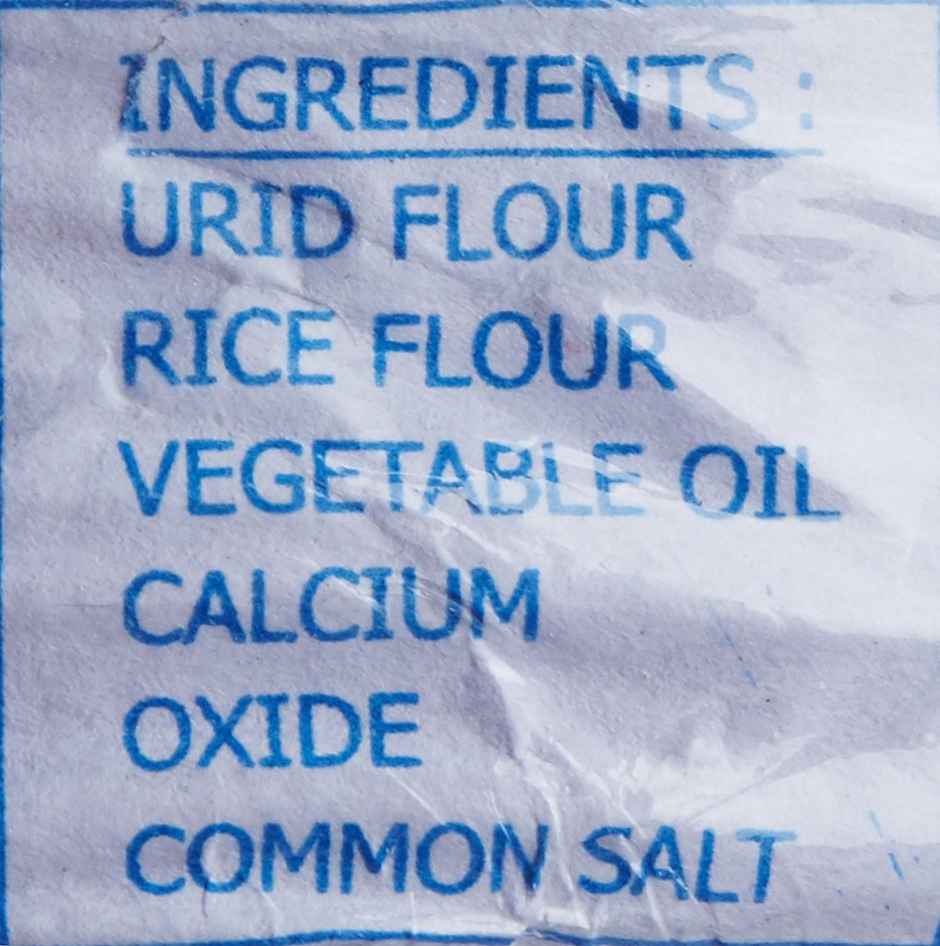 INGREDIENTS :
URID FLOUR
RICE FLOUR
VEGETABLE OIL
CALCIUM
OXIDE
COMMON SALT